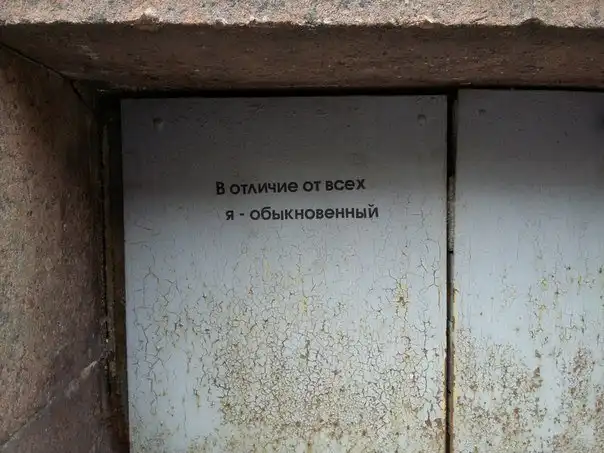 В отличие от всех
я - обыкновенный